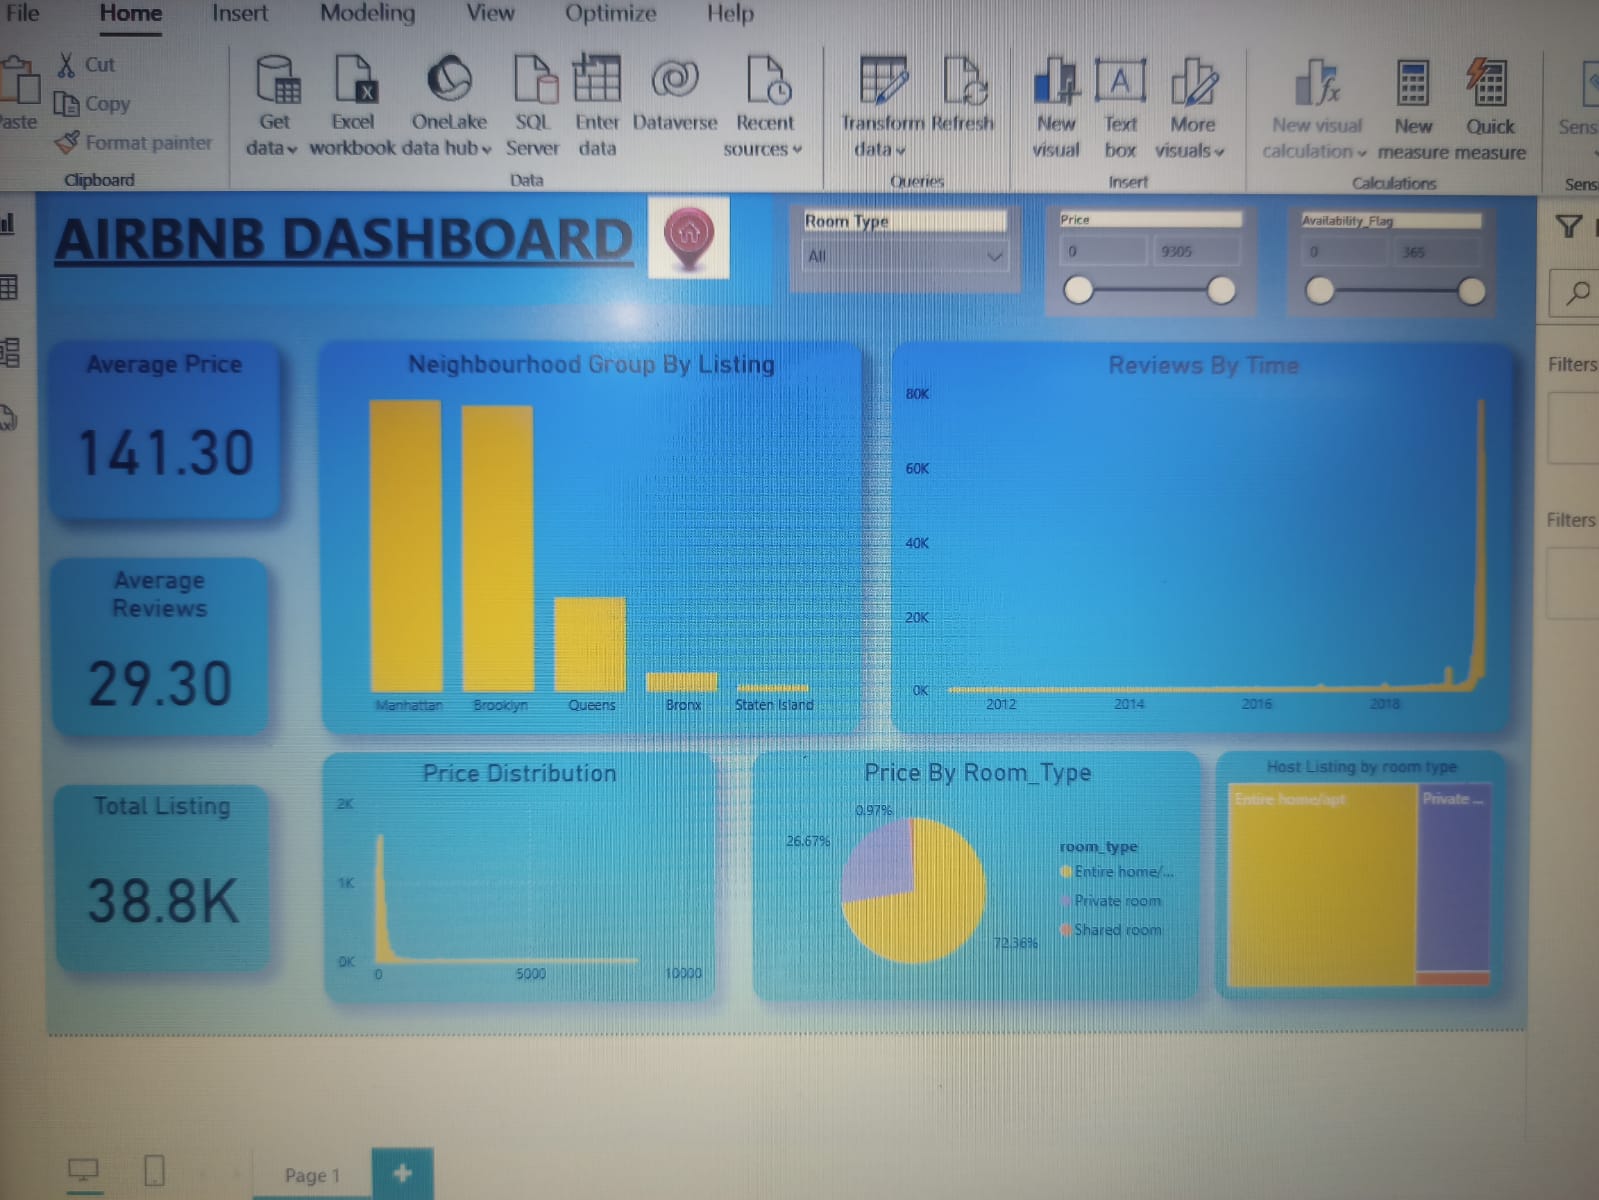 File Home Insert Modeling View Optimize Help
Cut
Copy
Format painter
Clipboard
Get data
Excel workbook
OneLake data hub
SQL Server
Enter data
Dataverse
Recent sources
Data
Transform data
Refresh
Queries
New visual
Text box
More visuals
Insert
New visual calculation
New measure
Quick measure
Calculations
AIRBNB DASHBOARD
Room Type
All
Price
0 9305
Availability_Flag
0 365
Filters
Filters
Average Price
141.30
Average
Reviews
29.30
Total Listing
38.8K
Neighbourhood Group By Listing
Manhattan Brooklyn Queens Bronx Staten Island
Reviews By Time
80K
60K
40K
20K
0K
2012 2014 2016 2018
Price Distribution
2K
1K
0K
0 5000 10000
Price By Room_Type
0.97%
26.67%
72.36%
room_type
Entire home/...
Private room
Shared room
Host Listing by room type
Entire home/apt Private ...
Page 1